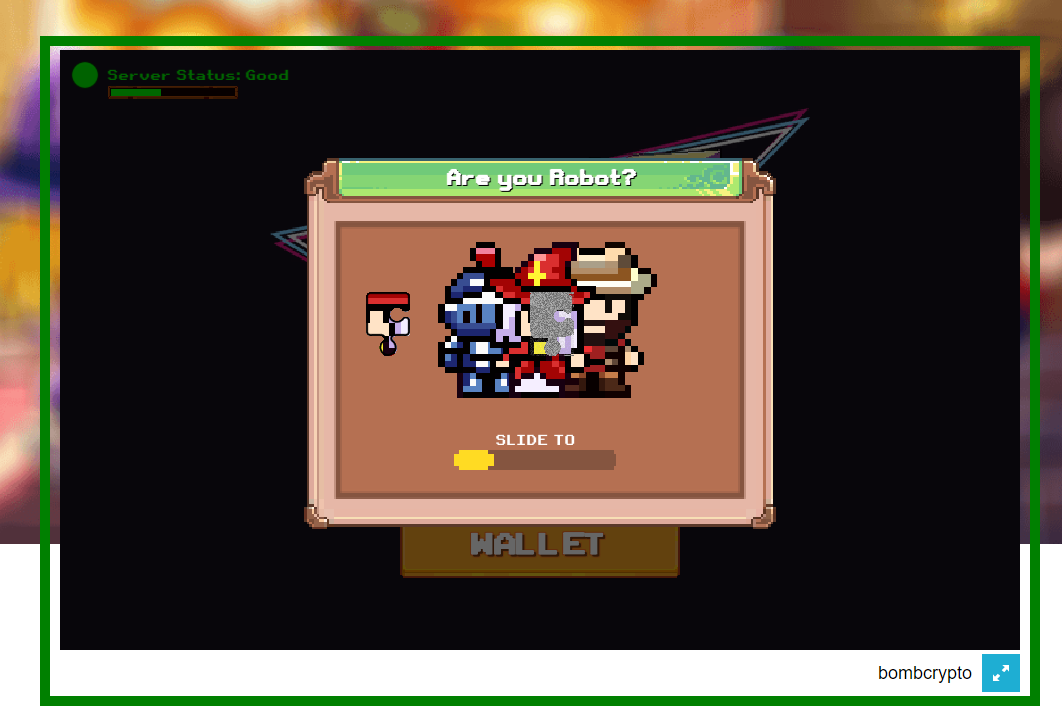 Server Status: Good
Are you Robot?
SLIDE TO
WALLET
bombcrypto